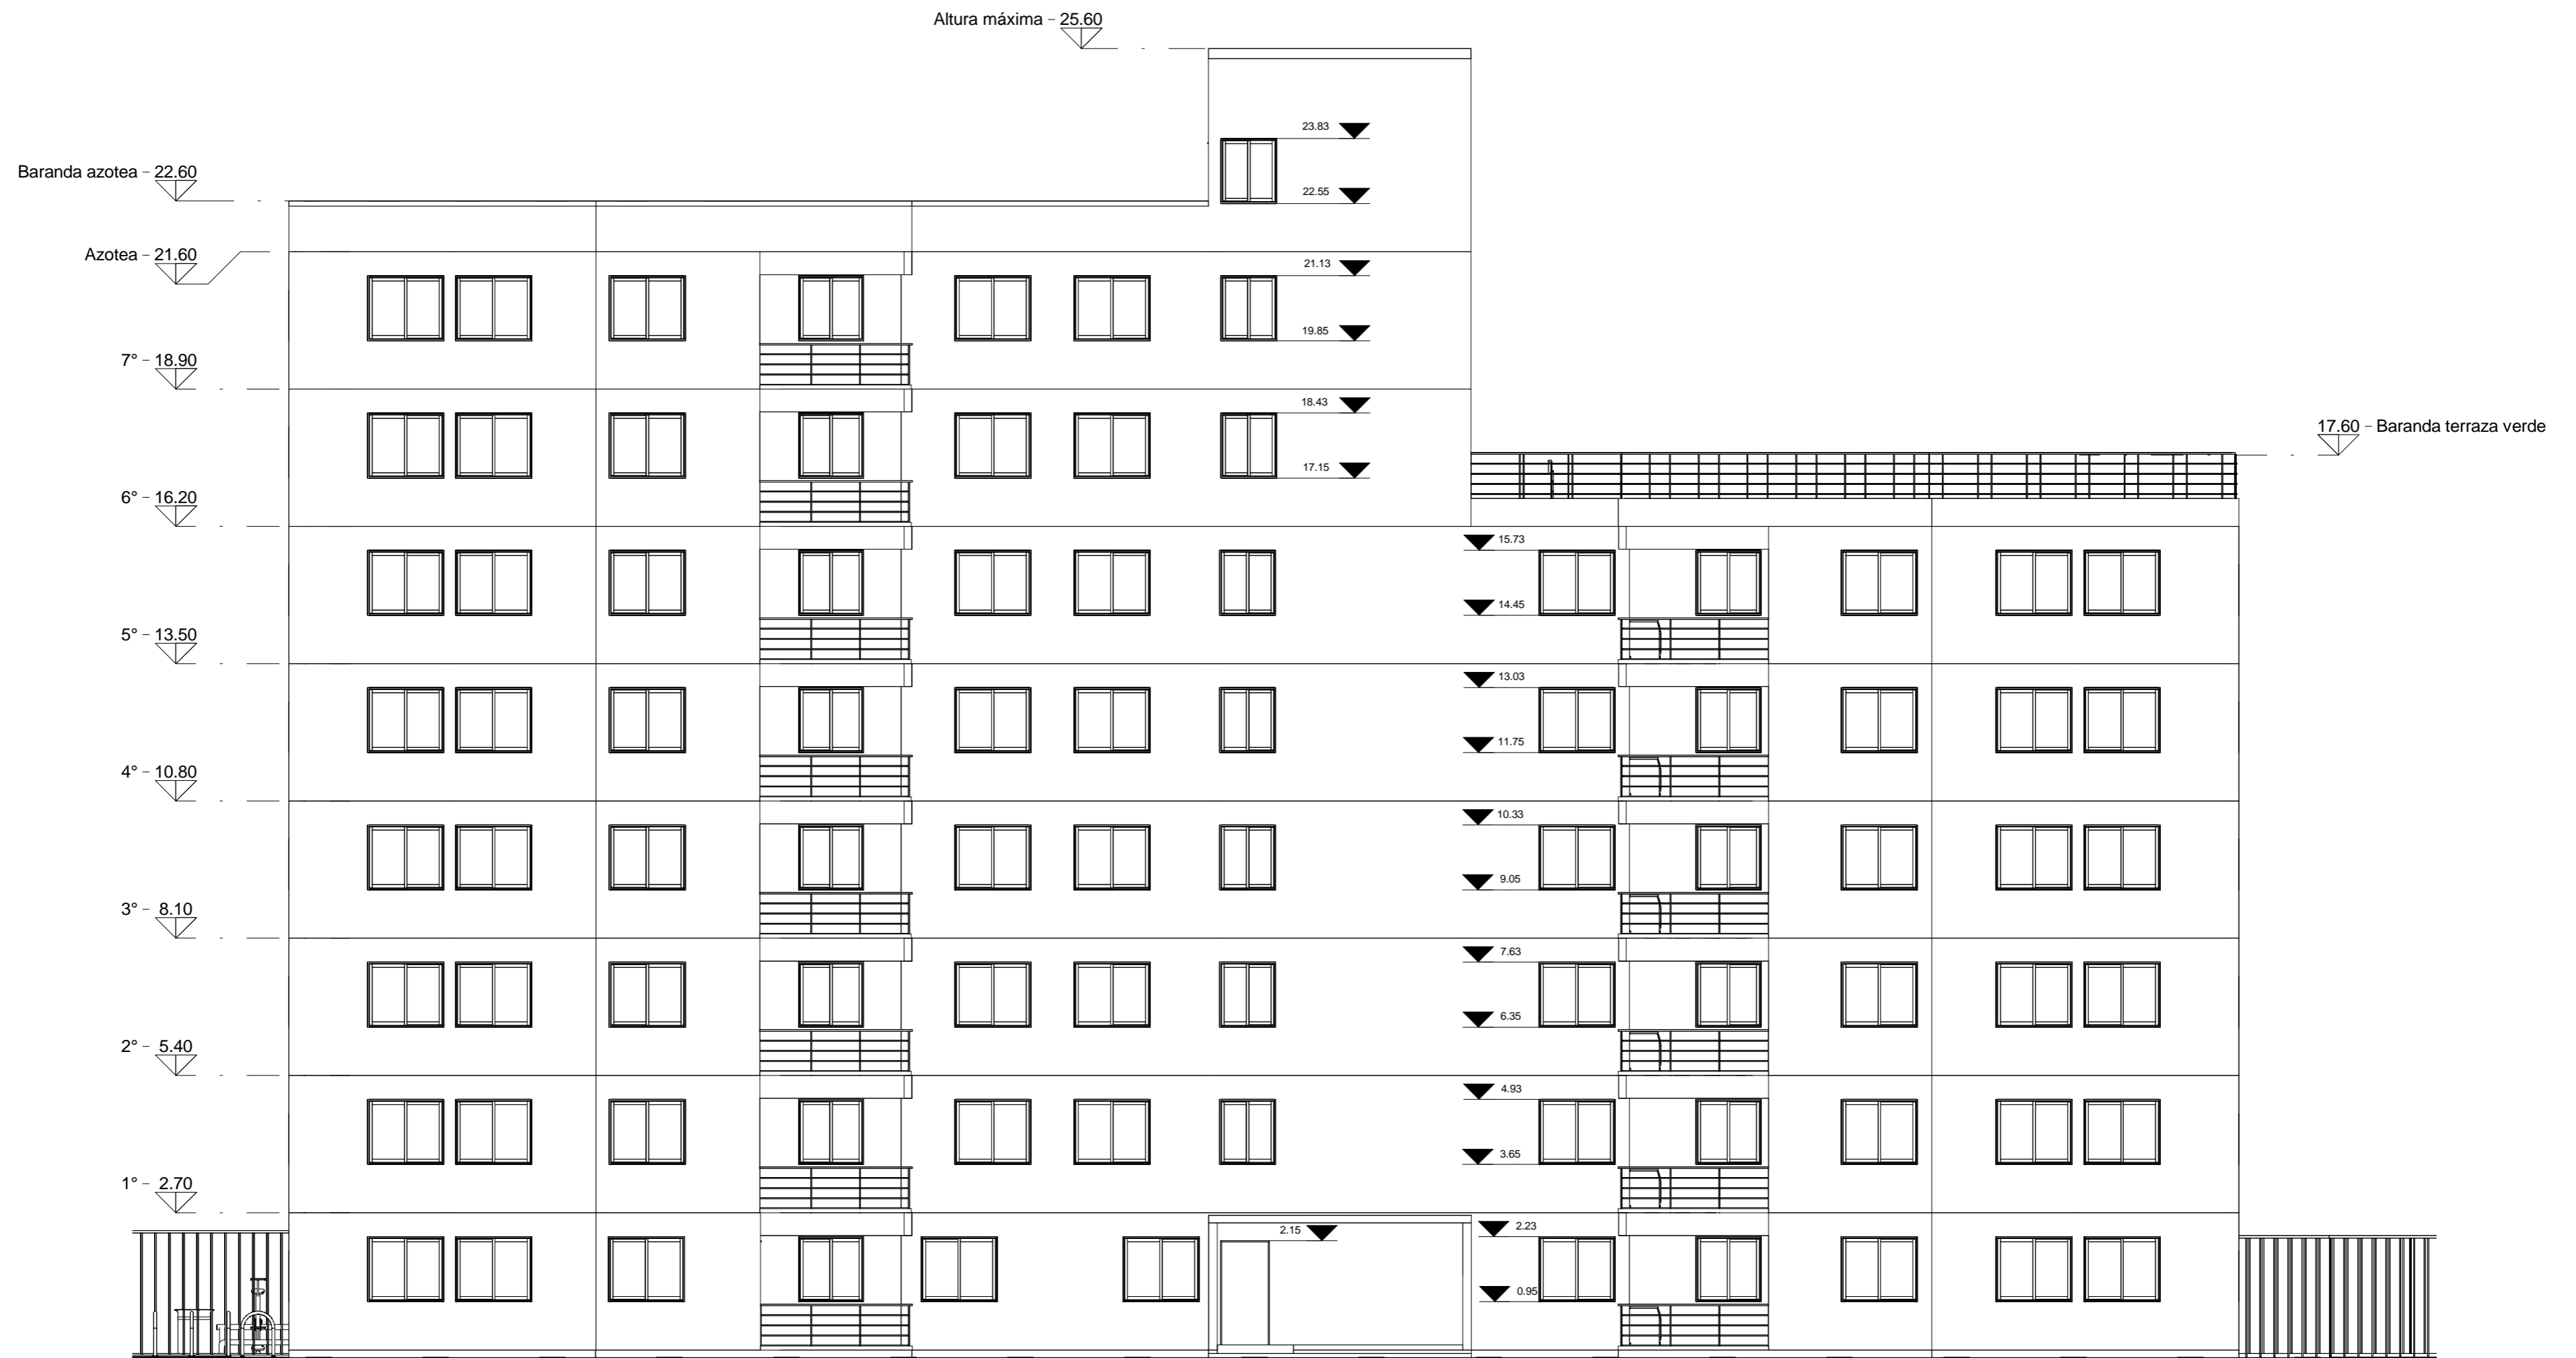 Altura máxima - 25.60
23.83
Baranda azotea - 22.60
22.55
Azotea - 21.60
21.13
19.85
7° - 18.90
18.43
17.60 - Baranda terraza verde
17.15
6° - 16.20
15.73
14.45
5° - 13.50
13.03
11.75
4° - 10.80
10.33
9.05
3° - 8.10
7.63
6.35
2° - 5.40
4.93
3.65
1° - 2.70
2.15
2.23
0.95